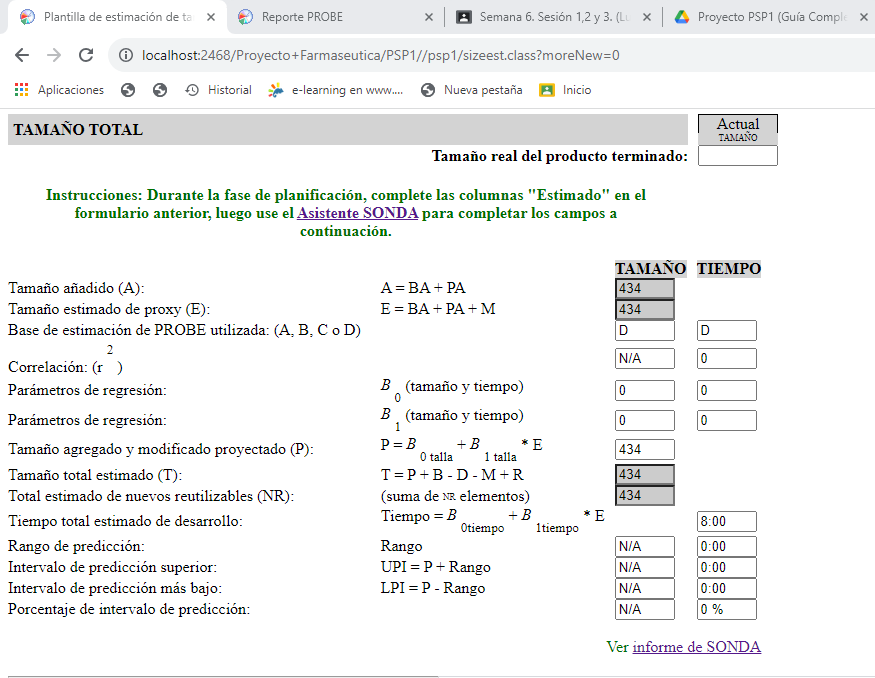 Plantilla de estimación de ta
Reporte PROBE
Semana 6. Sesión 1,2 y 3. (Lu
Proyecto PSP1 (Guía Comple
localhost:2468/Proyecto+Farmaseutica/PSP1//psp1/sizeest.class?moreNew=0
Aplicaciones
Historial
e-learning en www....
Nueva pestaña
Inicio
TAMAÑO TOTAL
Actual
TAMAÑO
Tamaño real del producto terminado:
Instrucciones: Durante la fase de planificación, complete las columnas "Estimado" en el
formulario anterior, luego use el Asistente SONDA para completar los campos a
continuación.
TAMAÑO TIEMPO
Tamaño añadido (A): A = BA + PA 434
Tamaño estimado de proxy (E): E = BA + PA + M 434
Base de estimación de PROBE utilizada: (A, B, C o D) D D
Correlación: (r 2 ) N/A 0
Parámetros de regresión: B 0 (tamaño y tiempo) 0 0
Parámetros de regresión: B 1 (tamaño y tiempo) 0 0
Tamaño agregado y modificado proyectado (P): P = B 0 talla + B 1 talla * E 434
Tamaño total estimado (T): T = P + B - D - M + R 434
Total estimado de nuevos reutilizables (NR): (suma de NR elementos) 434
Tiempo total estimado de desarrollo: Tiempo = B 0tiempo + B 1tiempo * E 8:00
Rango de predicción: Rango N/A 0:00
Intervalo de predicción superior: UPI = P + Rango N/A 0:00
Intervalo de predicción más bajo: LPI = P - Rango N/A 0:00
Porcentaje de intervalo de predicción: N/A 0 %
Ver informe de SONDA